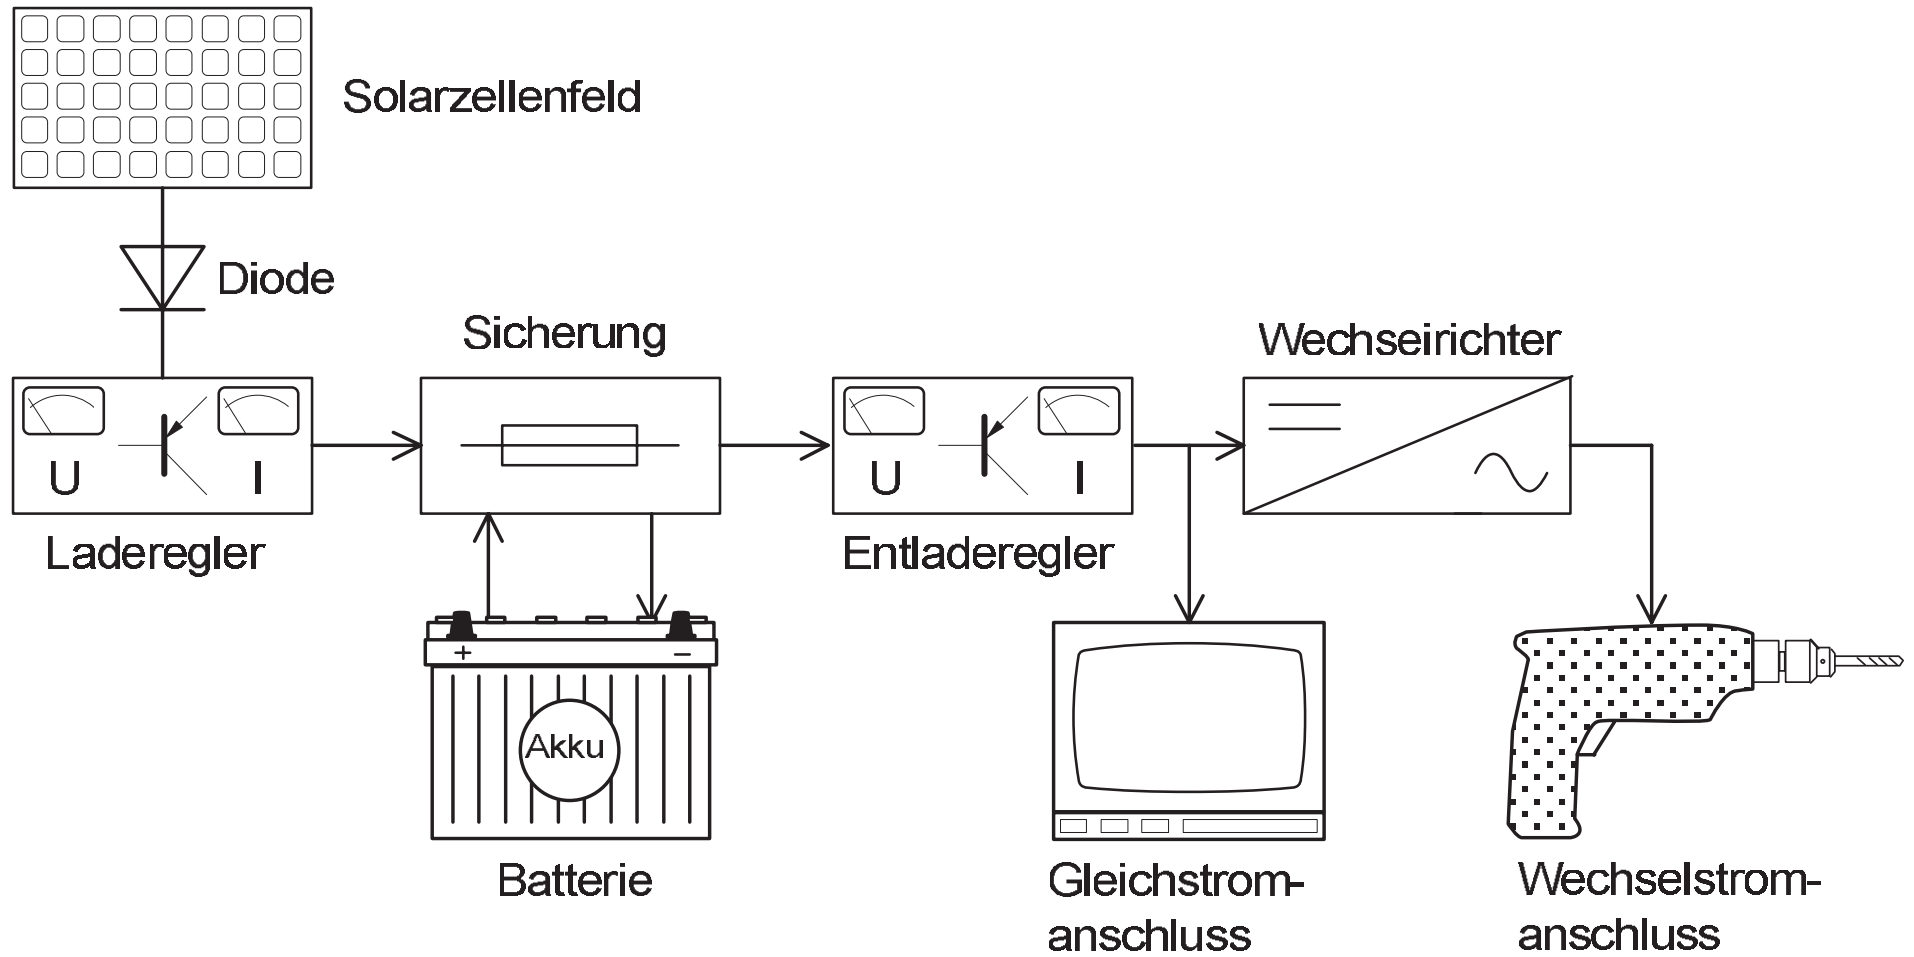 Solarzellenfeld
Diode
Sicherung
Wechseirichter
U
I
U
I
Laderegler
Entladeregler
+
−
Akku
Batterie
Gleichstrom-
anschluss
Wechselstrom-
anschluss